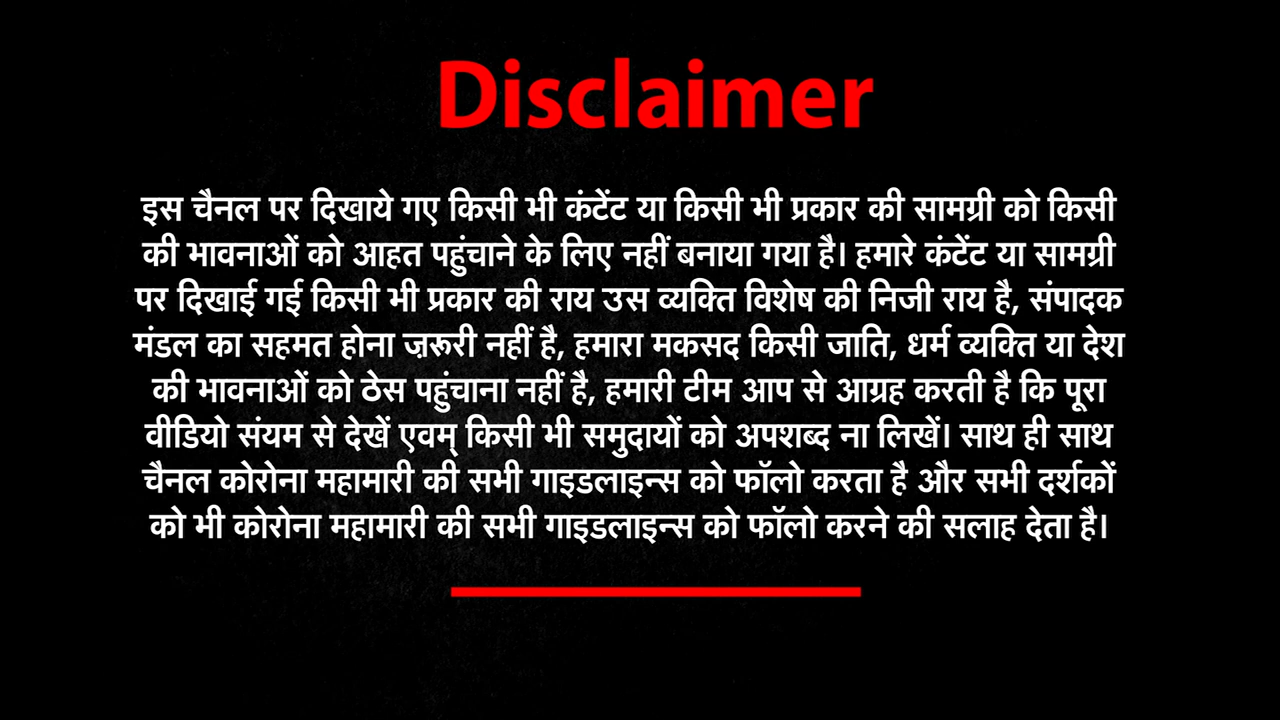 Disclaimer
इस चैनल पर दिखाये गए किसी भी कंटेंट या किसी भी प्रकार की सामग्री को किसी
की भावनाओं को आहत पहुंचाने के लिए नहीं बनाया गया है। हमारे कंटेंट या सामग्री
पर दिखाई गई किसी भी प्रकार की राय उस व्यक्ति विशेष की निजी राय है, संपादक
मंडल का सहमत होना ज़रूरी नहीं है, हमारा मकसद किसी जाति, धर्म व्यक्ति या देश
की भावनाओं को ठेस पहुंचाना नहीं है, हमारी टीम आप से आग्रह करती है कि पूरा
वीडियो संयम से देखें एवम् किसी भी समुदायों को अपशब्द ना लिखें। साथ ही साथ
चैनल कोरोना महामारी की सभी गाइडलाइन्स को फॉलो करता है और सभी दर्शकों
को भी कोरोना महामारी की सभी गाइडलाइन्स को फॉलो करने की सलाह देता है।